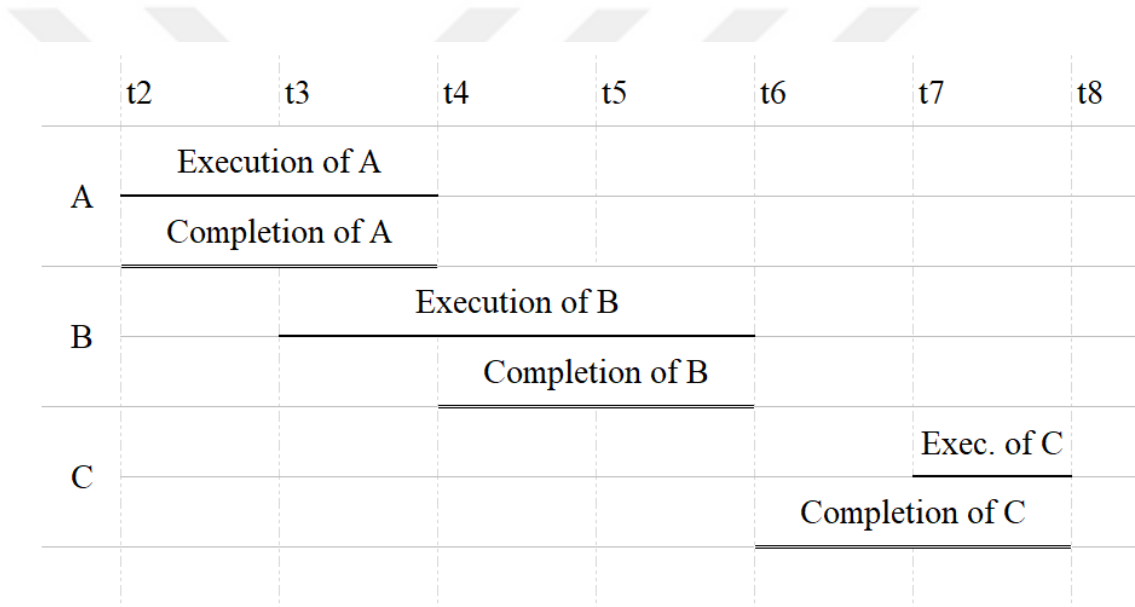 t2 t3 t4 t5 t6 t7 t8
Execution of A
A
Completion of A
Execution of B
B
Completion of B
Exec. of C
C
Completion of C